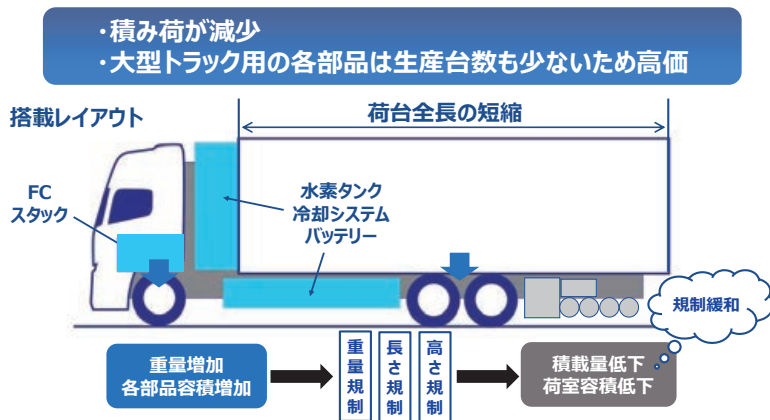 ・積み荷が減少
・大型トラック用の各部品は生産台数も少ないため高価
搭載レイアウト
荷台全長の短縮
FC
スタック
水素タンク
冷却システム
バッテリー
規制緩和
重量増加
各部品容積増加
重量規制
長さ規制
高さ規制
積載量低下
荷室容積低下